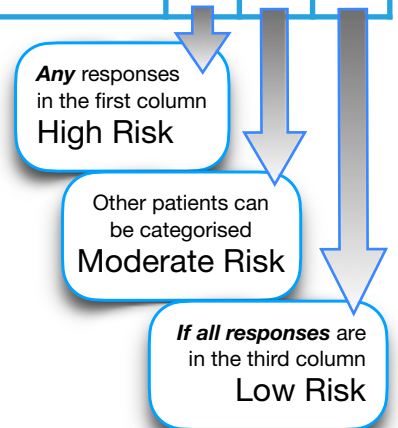 Any responses
in the first column
High Risk
Other patients can
be categorised
Moderate Risk
If all responses are
in the third column
Low Risk